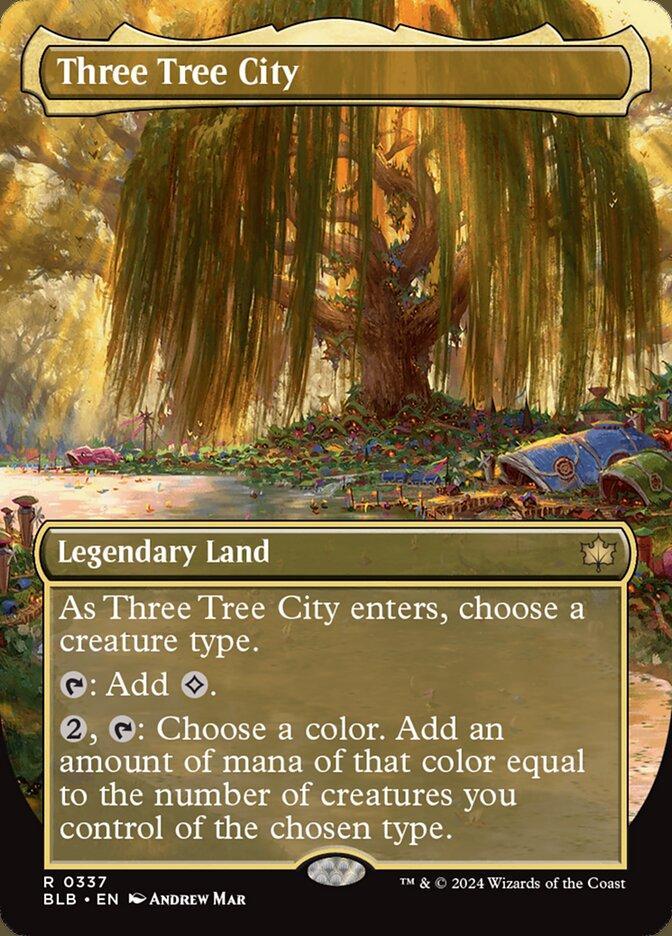 Three Tree City
Legendary Land
As Three Tree City enters, choose a
creature type.
: Add .
2, : Choose a color. Add an
amount of mana of that color equal
to the number of creatures you
control of the chosen type.
R 0337
BLB • EN Andrew Mar
™ & © 2024 Wizards of the Coast